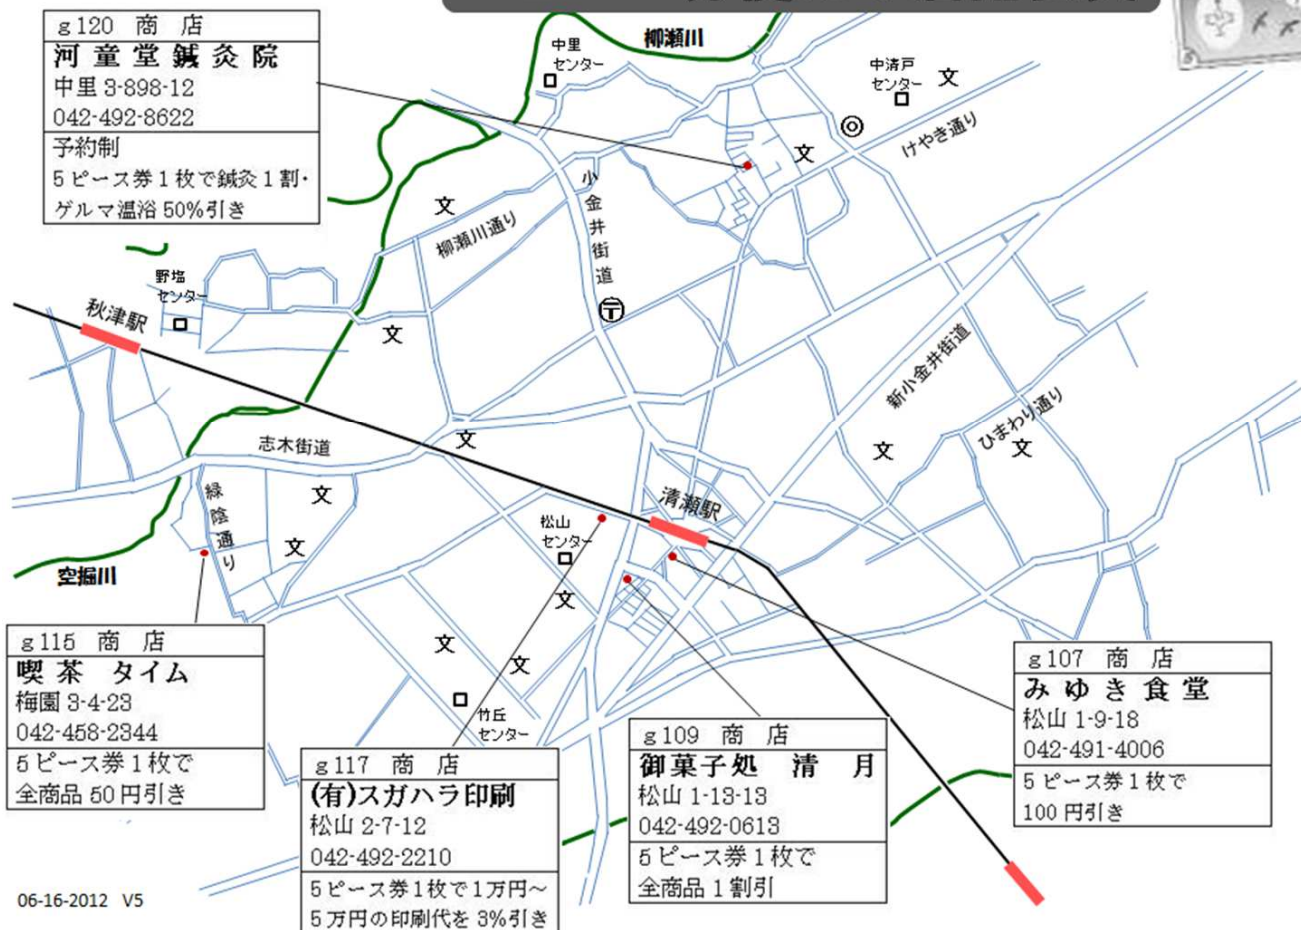 g120 商 店
河童堂鍼灸院
中里 3-898-12
042-492-8622
予約制
5ピース券1枚で鍼灸1割・
ゲルマ温浴50%引き
中里
センター
柳瀬川
中清戸
センター
文
けやき通り
文
小金井街道
文
柳瀬川通り
野塩
センター
秋津駅
文
新小金井街道
ひまわり通り
文
文
文
志木街道
緑陰通り
文
文
清瀬駅
松山
センター
空掘川
文
文
文
竹丘
センター
g115 商 店
喫茶 タイム
梅園 3-4-23
042-458-2344
5ピース券1枚で
全商品50円引き
g117 商 店
(有)スガハラ印刷
松山 2-7-12
042-492-2210
5ピース券1枚で1万円~
5万円の印刷代を3%引き
g109 商 店
御菓子処 清 月
松山 1-13-13
042-492-0613
5ピース券1枚で
全商品1割引
g107 商 店
みゆき食堂
松山 1-9-18
042-491-4006
5ピース券1枚で
100円引き
06-16-2012 V5